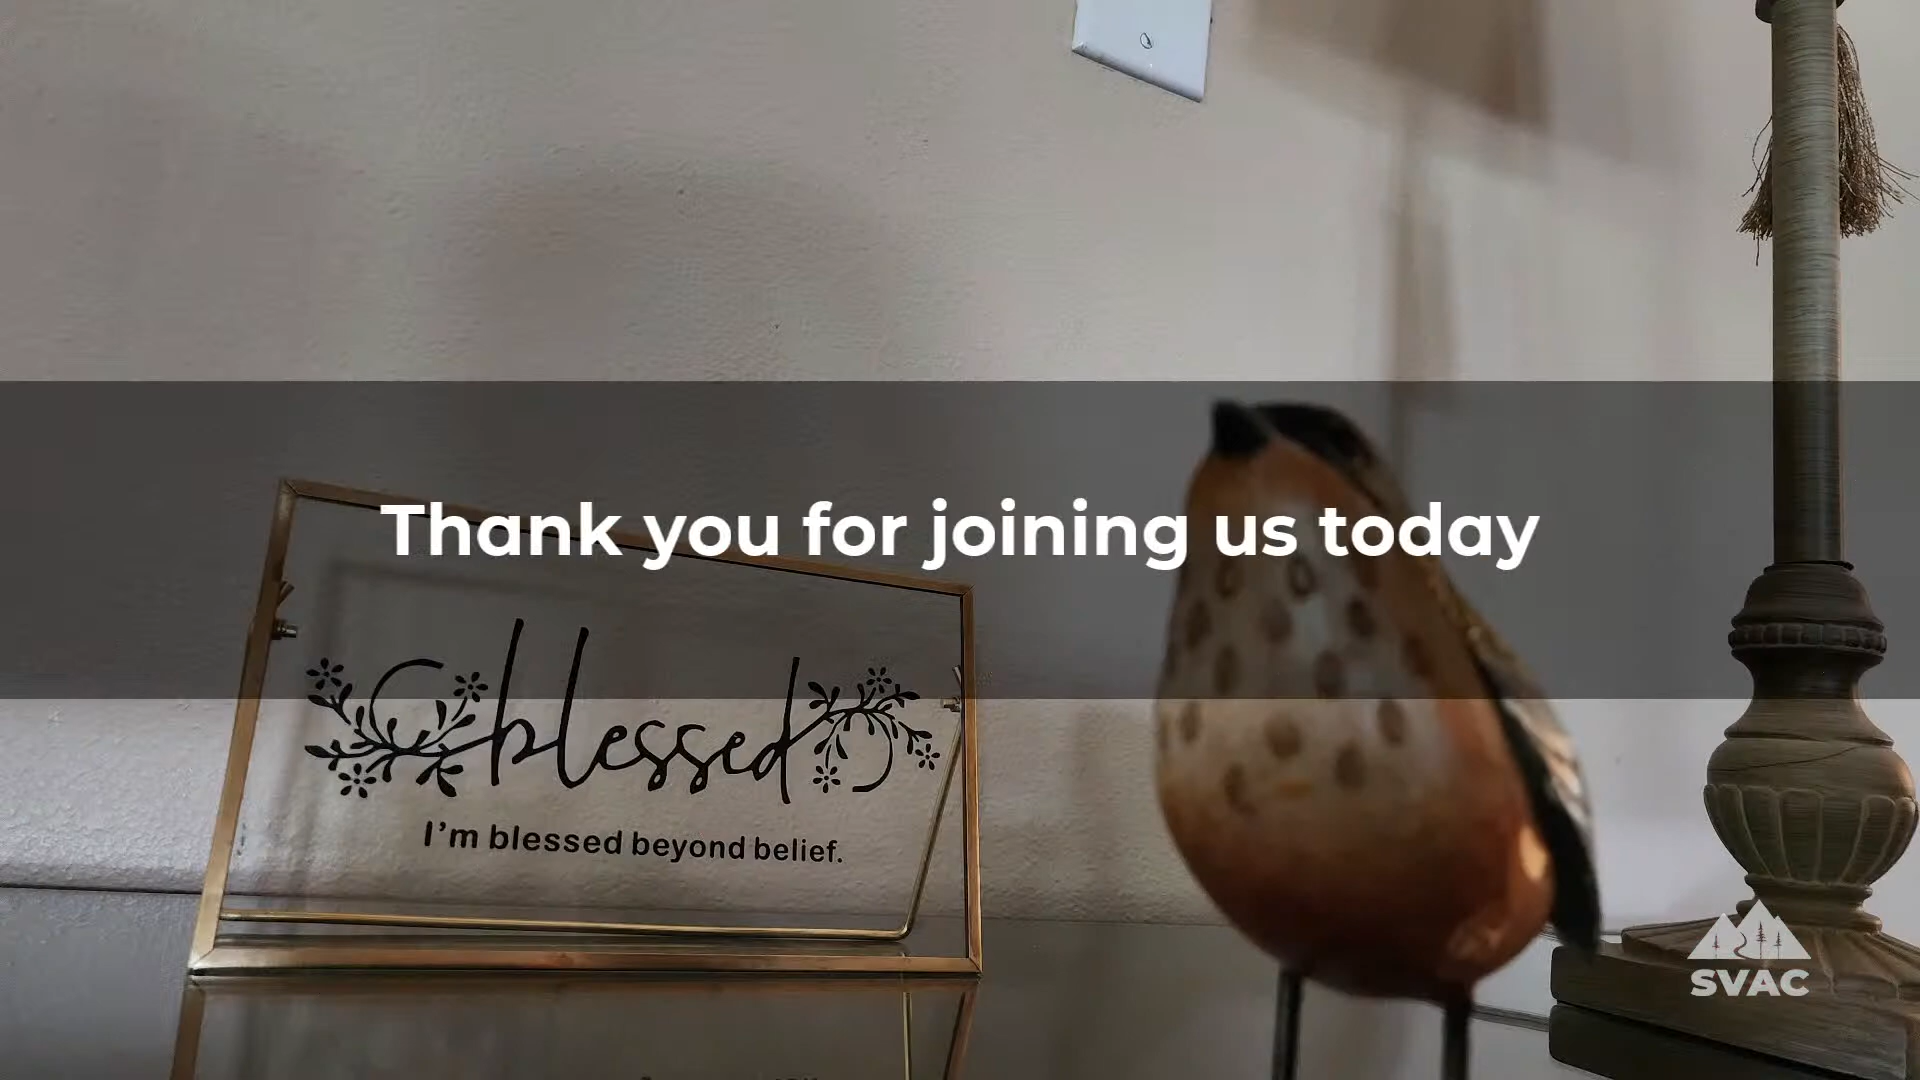 Thank you for joining us today
blessed
I'm blessed beyond belief.
SVAC